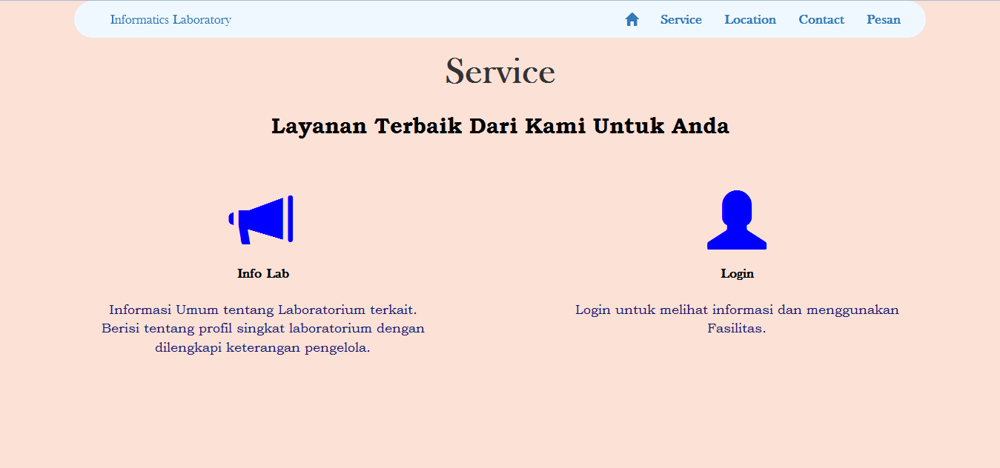 Informatics Laboratory
Service
Location
Contact
Pesan
Service
Layanan Terbaik Dari Kami Untuk Anda
Info Lab
Informasi Umum tentang Laboratorium terkait.
Berisi tentang profil singkat laboratorium dengan
dilengkapi keterangan pengelola.
Login
Login untuk melihat informasi dan menggunakan
Fasilitas.